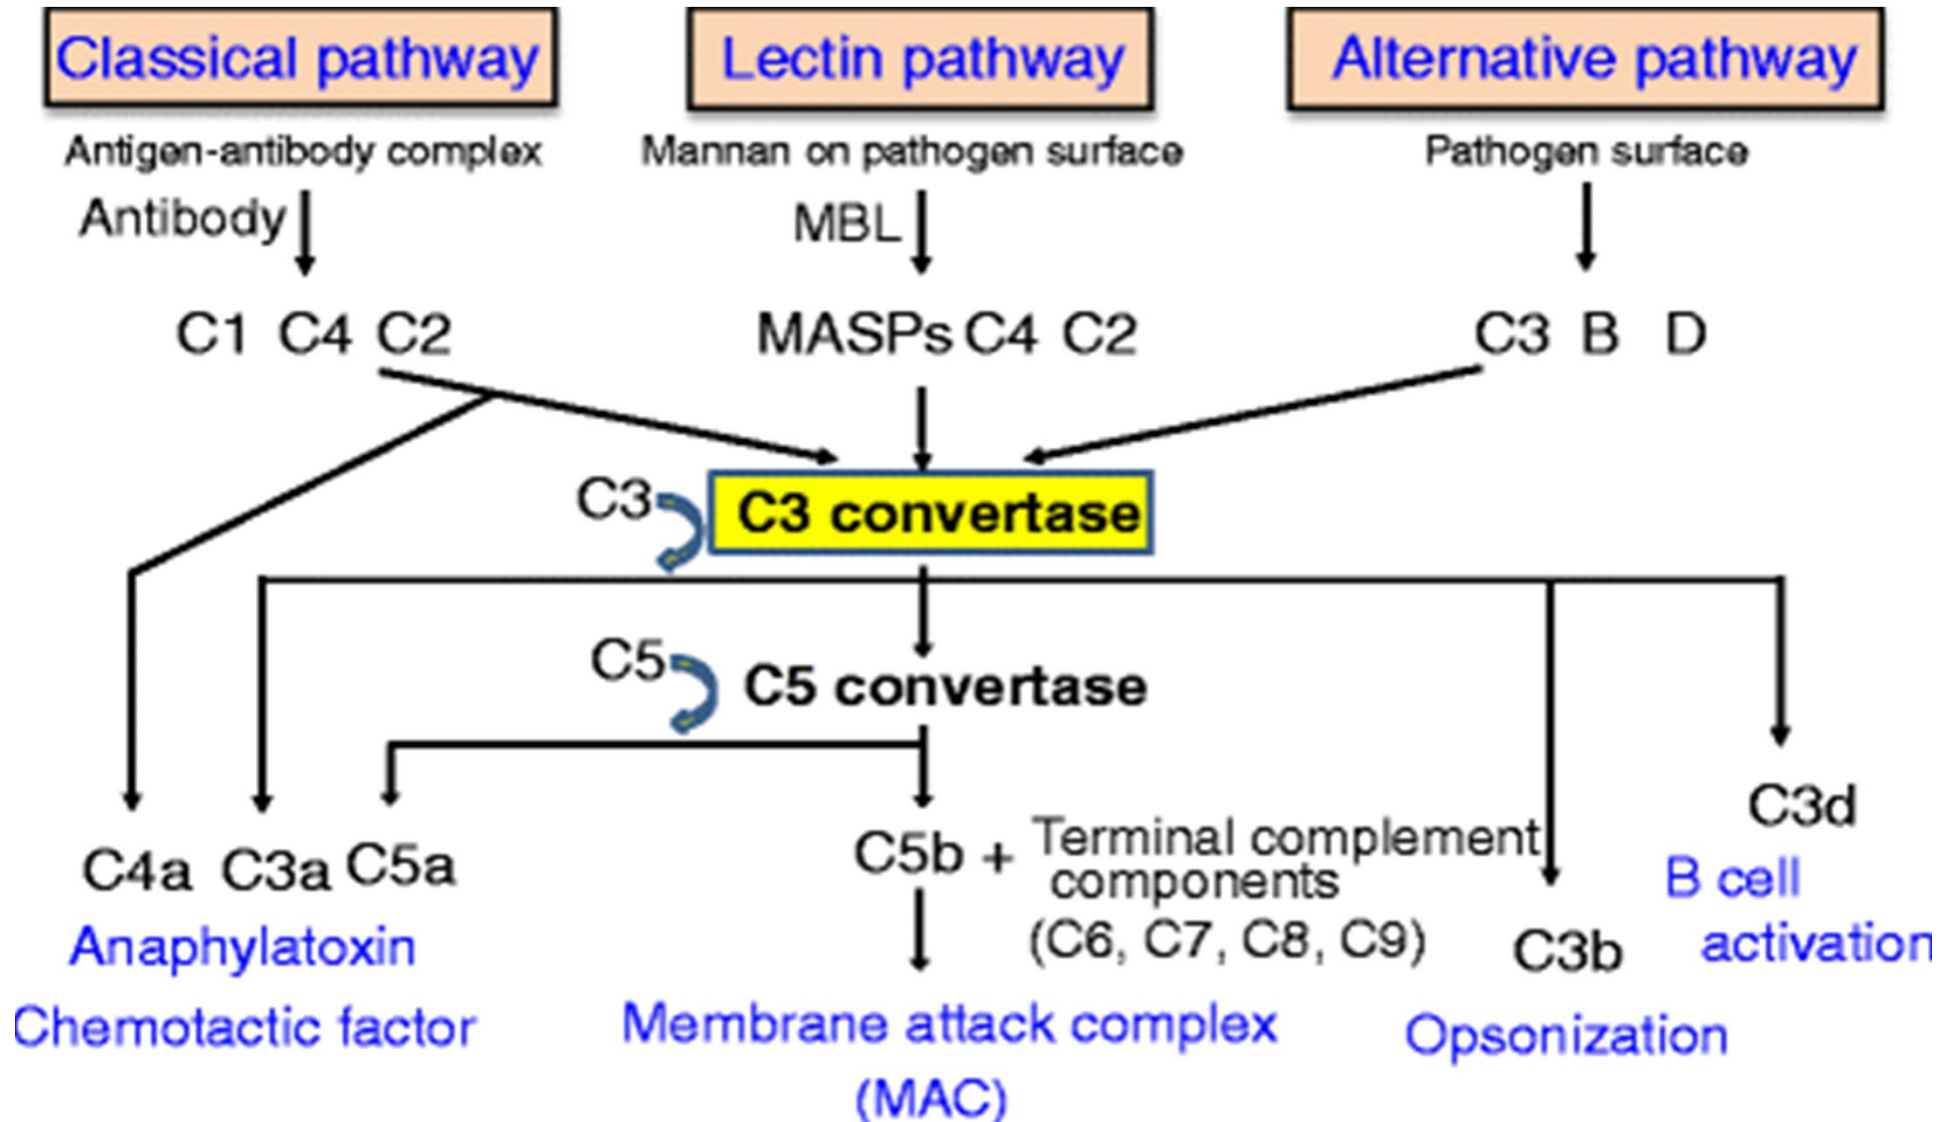 Classical pathway
Lectin pathway
Alternative pathway
Antigen-antibody complex
Mannan on pathogen surface
Pathogen surface
Antibody
MBL
C1 C4 C2
MASPs C4 C2
C3 B D
C3
C3 convertase
C5
C5 convertase
C4a C3a C5a
Anaphylatoxin
Chemotactic factor
C5b +
Terminal complement
components
(C6, C7, C8, C9)
Membrane attack complex
(MAC)
C3b
Opsonization
C3d
B cell
activation